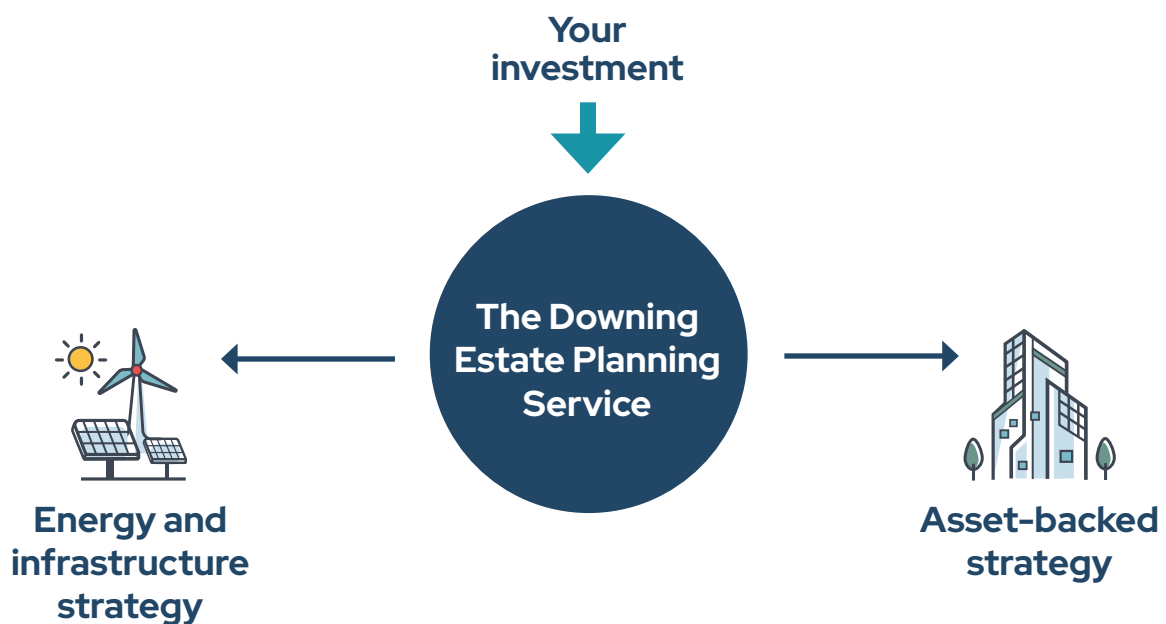 Your
investment
The Downing
Estate Planning
Service
Energy and
infrastructure
strategy
Asset-backed
strategy